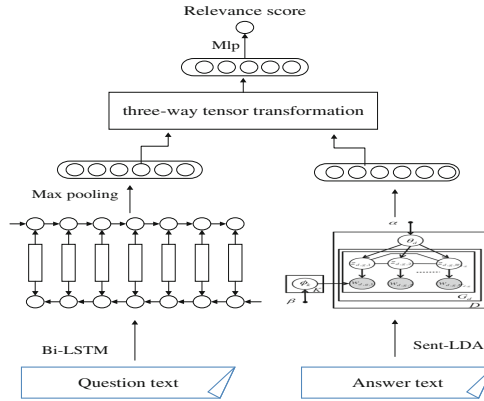 Relevance score
Mlp
three-way tensor transformation
Max pooling
α
θ
φ
β
G
D
Bi-LSTM
Sent-LDA
Question text
Answer text